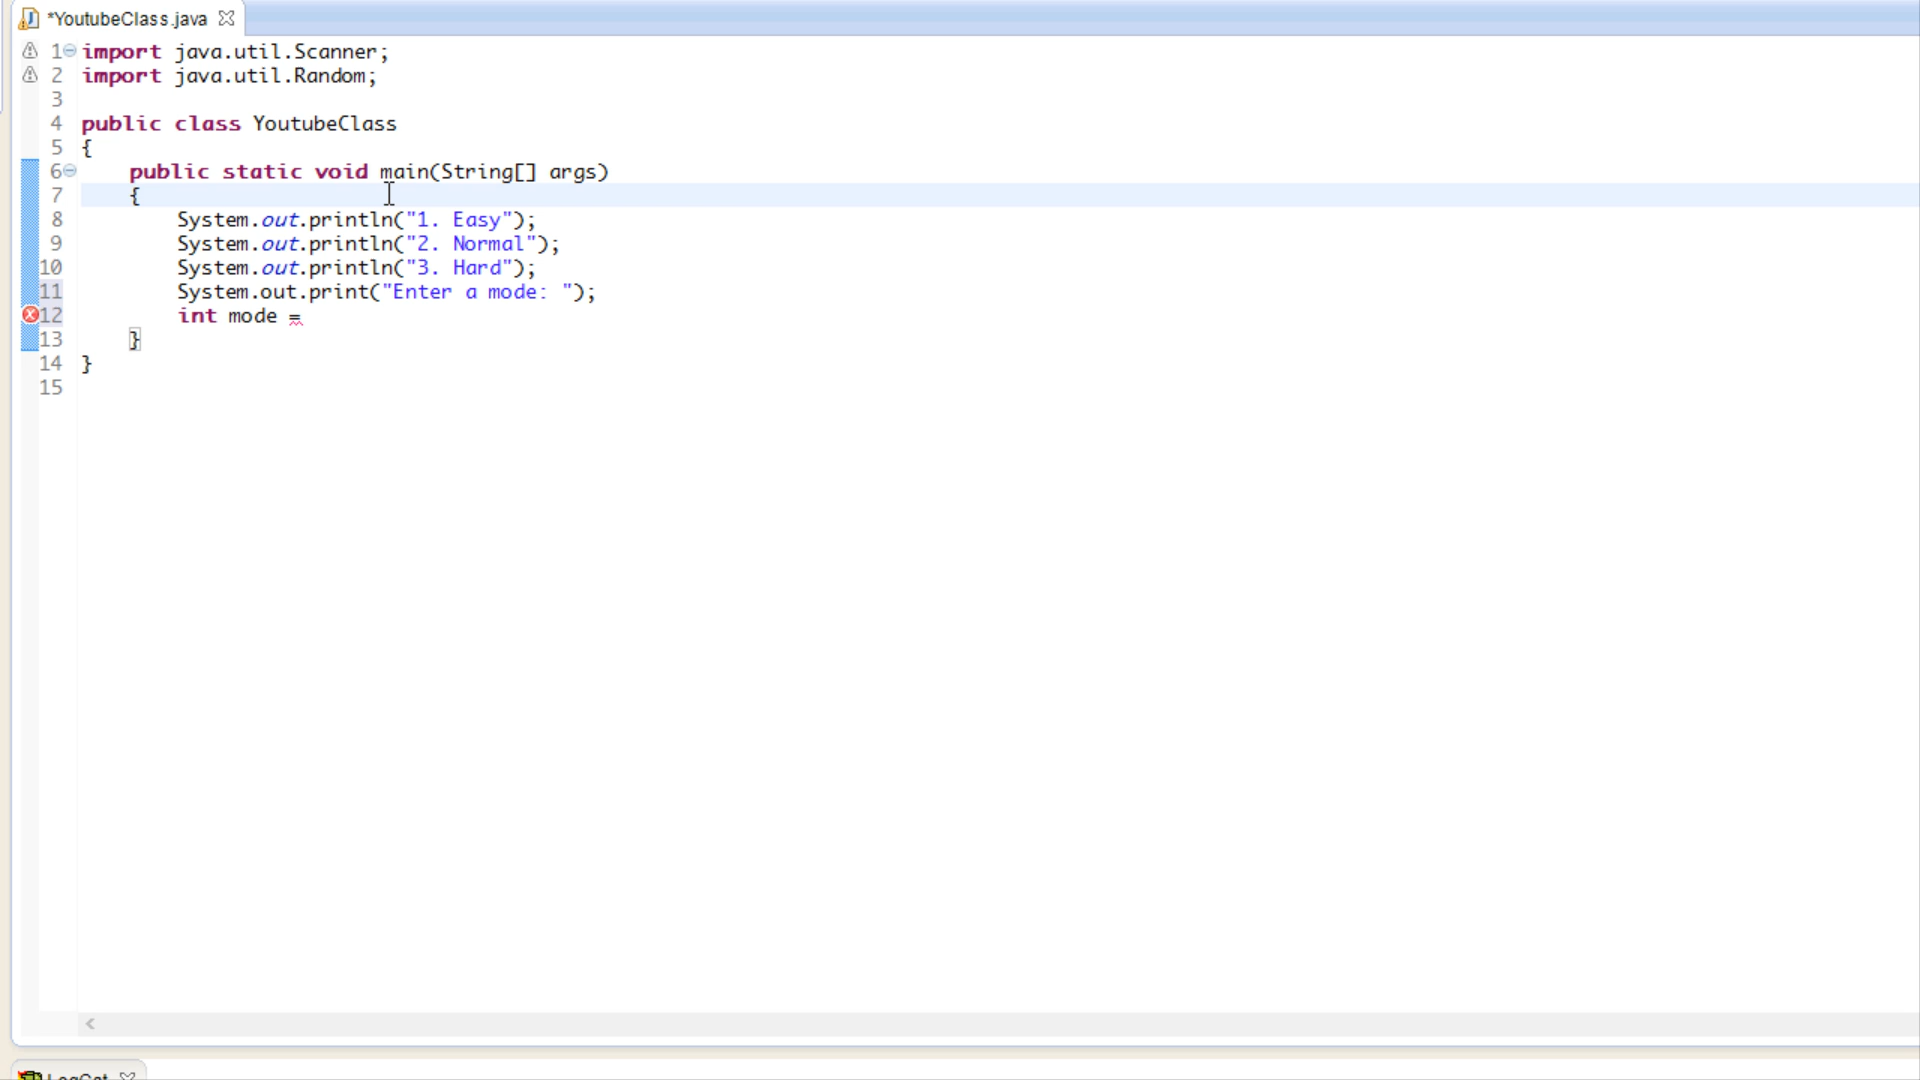 *YoutubeClass.java
1 import java.util.Scanner;
2 import java.util.Random;
3
4 public class YoutubeClass
5 {
6 public static void main(String[] args)
7 {
8 System.out.println("1. Easy");
9 System.out.println("2. Normal");
10 System.out.println("3. Hard");
11 System.out.print("Enter a mode: ");
12 int mode =
13 }
14 }
15
LogCat